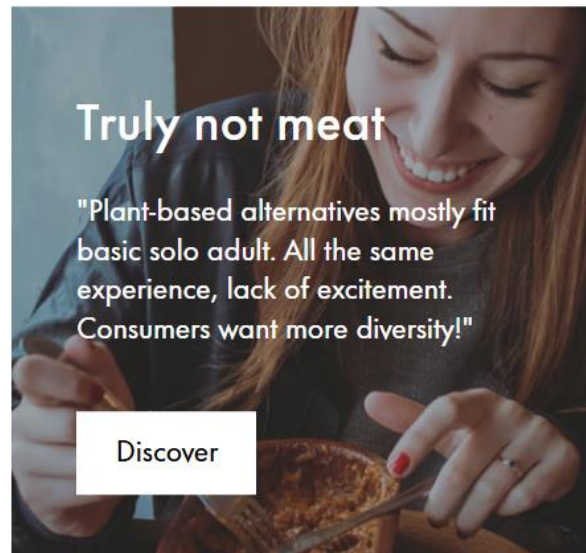 Truly not meat
"Plant-based alternatives mostly fit
basic solo adult. All the same
experience, lack of excitement.
Consumers want more diversity!"
Discover